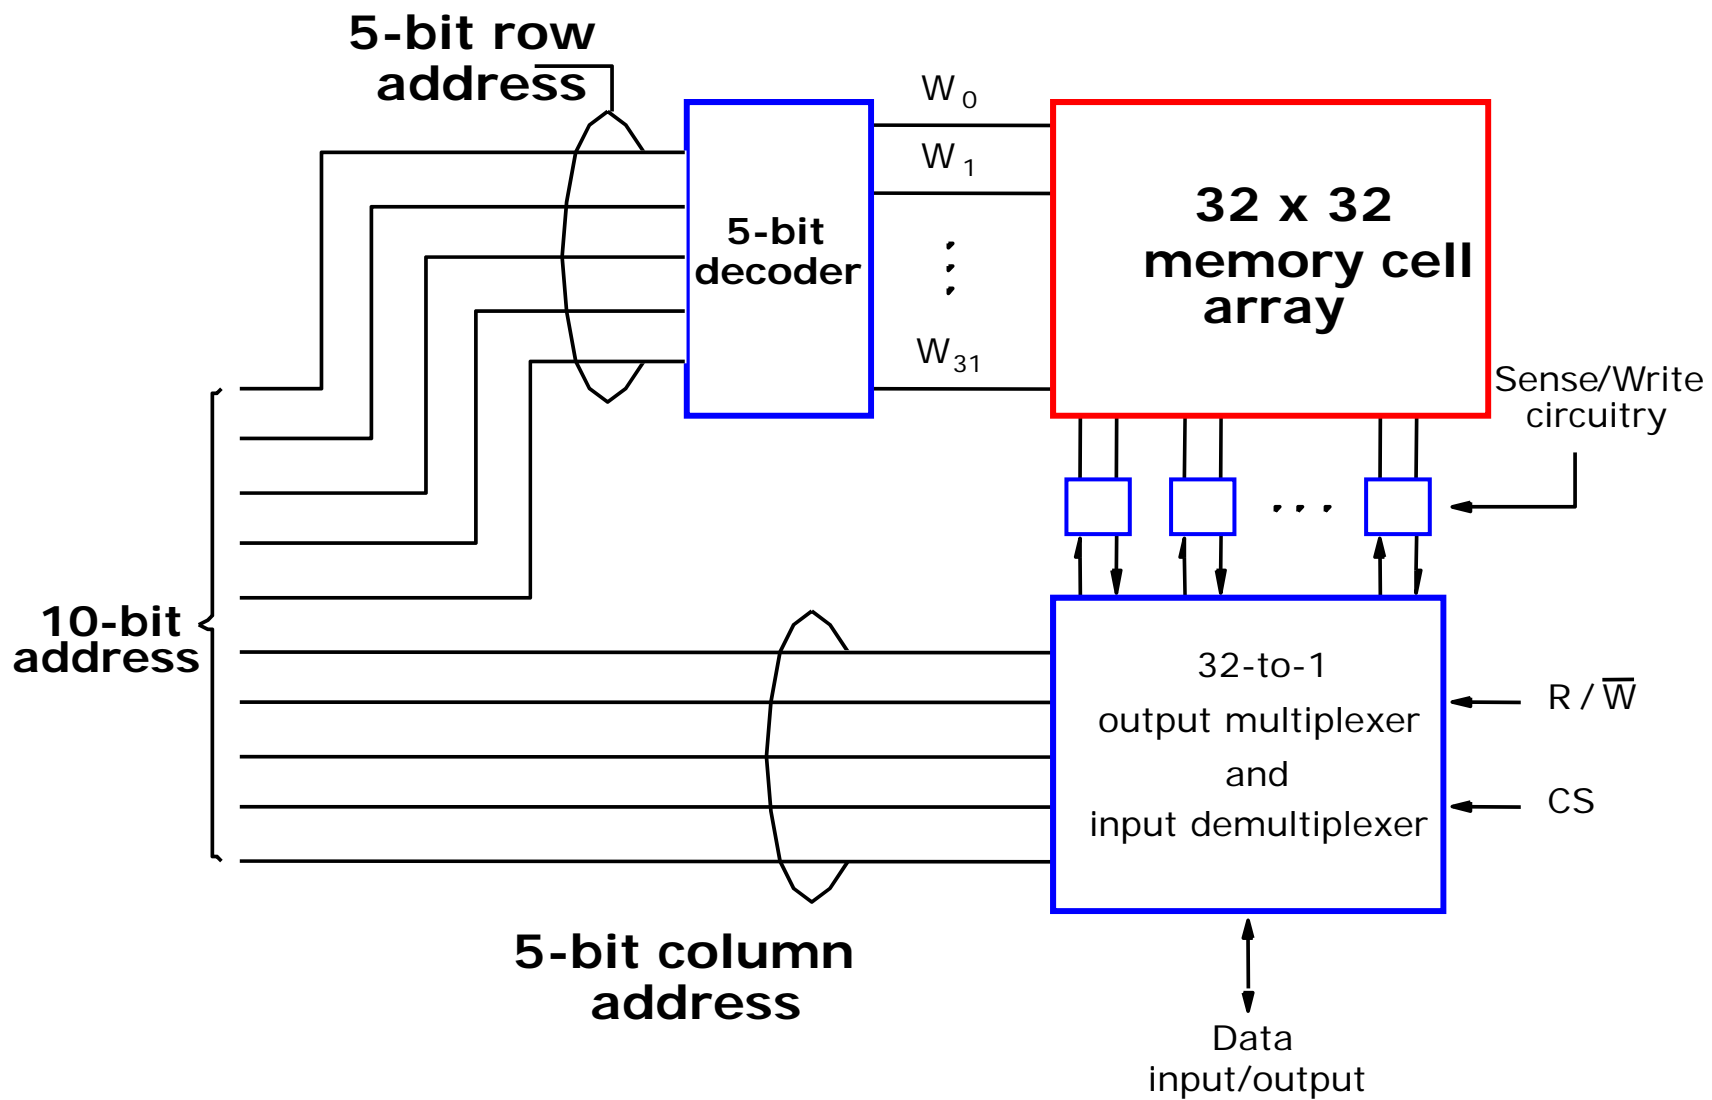 5-bit row
address
W 0
W 1
5-bit
decoder
32 x 32
memory cell
array
W 31
Sense/Write
circuitry
. . .
10-bit
address
32-to-1
output multiplexer
and
input demultiplexer
R / W̅
CS
5-bit column
address
Data
input/output